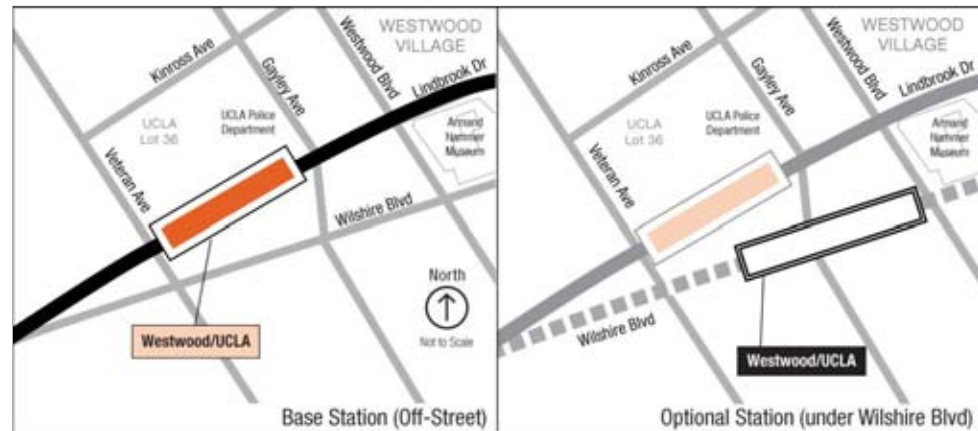 WESTWOOD
VILLAGE
Kinross Ave
Gayley Ave
Westwood Blvd
Lindbrook Dr
UCLA
Lot 36
UCLA Police
Department
Armand
Hammer
Museum
Veteran Ave
Wilshire Blvd
North
Not to Scale
Westwood/UCLA
Base Station (Off-Street)
WESTWOOD
VILLAGE
Kinross Ave
Gayley Ave
Westwood Blvd
Lindbrook Dr
UCLA
Lot 36
UCLA Police
Department
Armand
Hammer
Museum
Veteran Ave
Wilshire Blvd
Westwood/UCLA
Optional Station (under Wilshire Blvd)